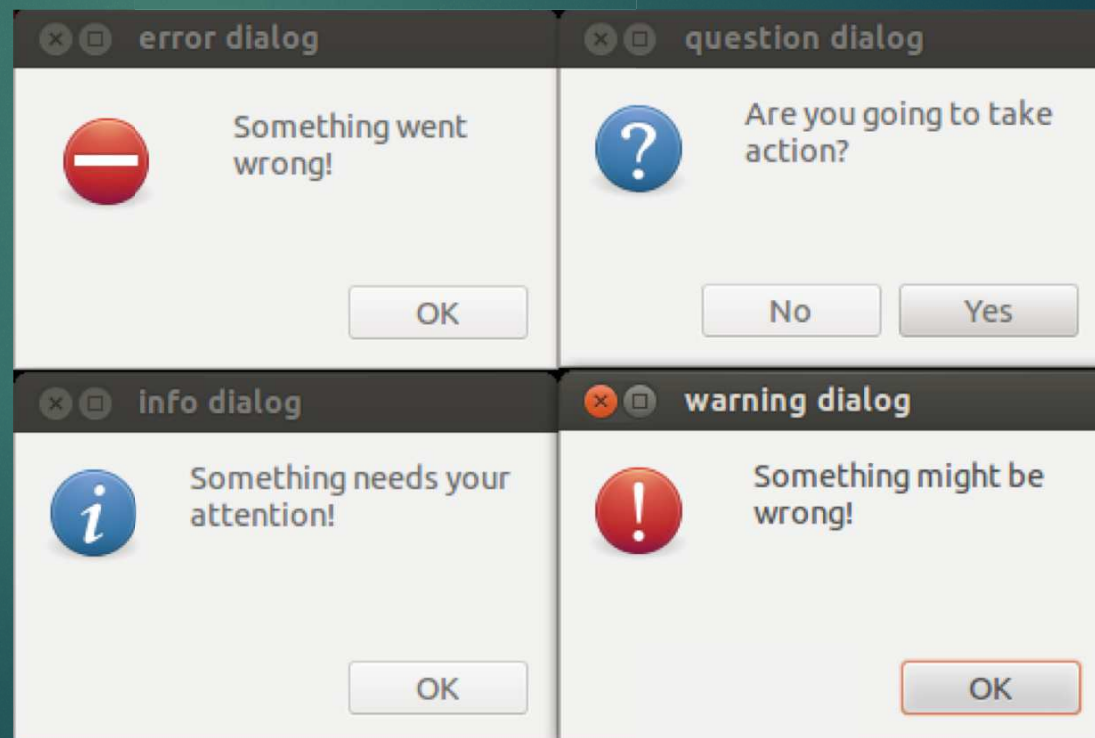 error dialog
Something went
wrong!
OK
question dialog
Are you going to take
action?
No
Yes
info dialog
Something needs your
attention!
OK
warning dialog
Something might be
wrong!
OK